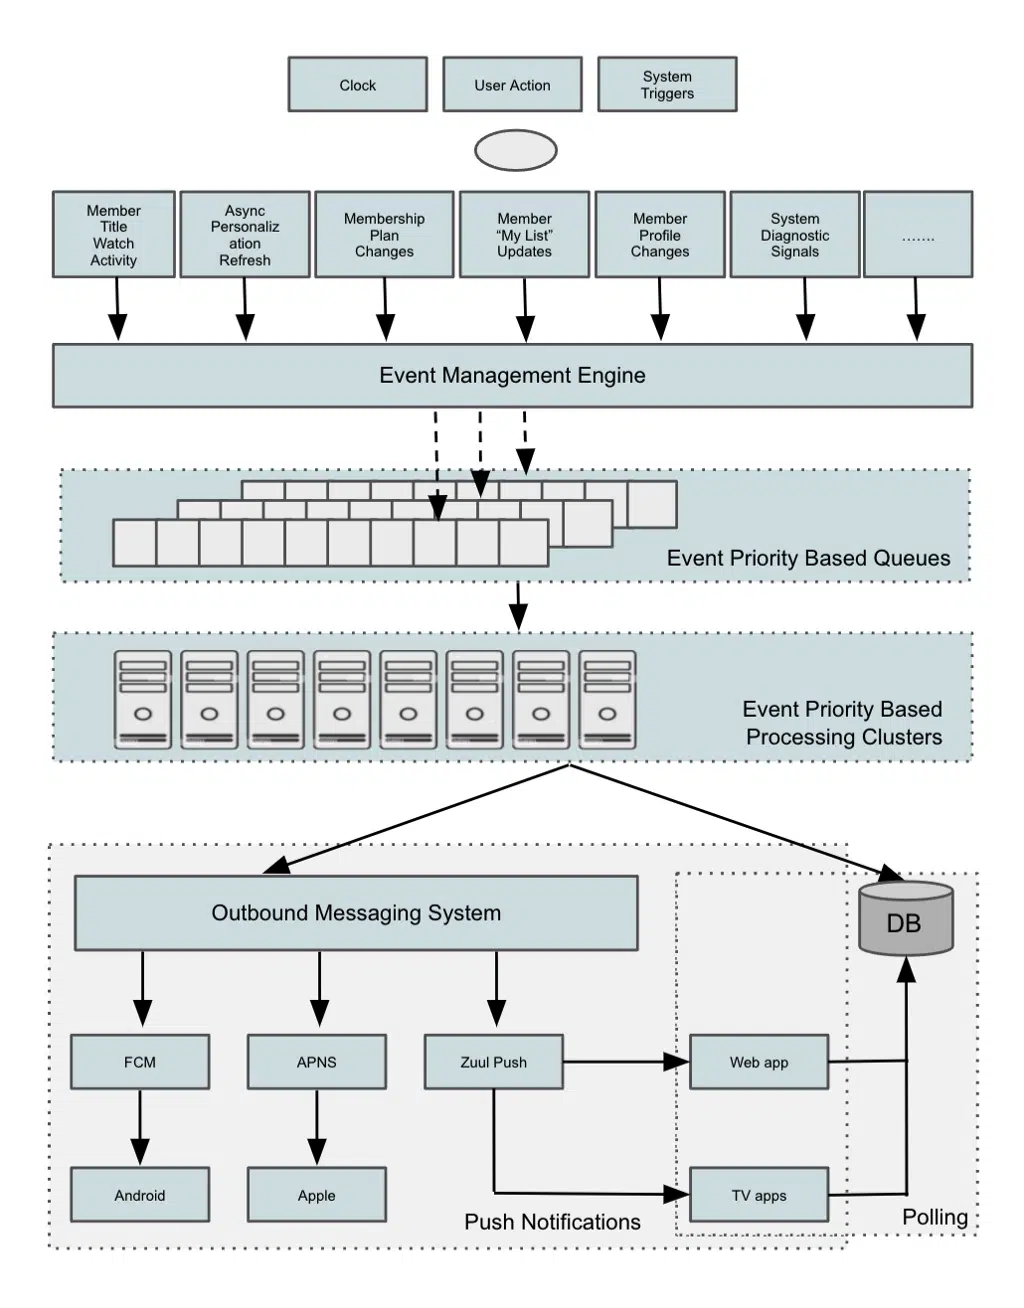 Clock
User Action
System
Triggers
Member
Title
Watch
Activity
Async
Personaliz
ation
Refresh
Membership
Plan
Changes
Member
“My List”
Updates
Member
Profile
Changes
System
Diagnostic
Signals
.......
Event Management Engine
Event Priority Based Queues
Event Priority Based
Processing Clusters
Outbound Messaging System
DB
FCM
APNS
Zuul Push
Web app
Android
Apple
TV apps
Push Notifications
Polling